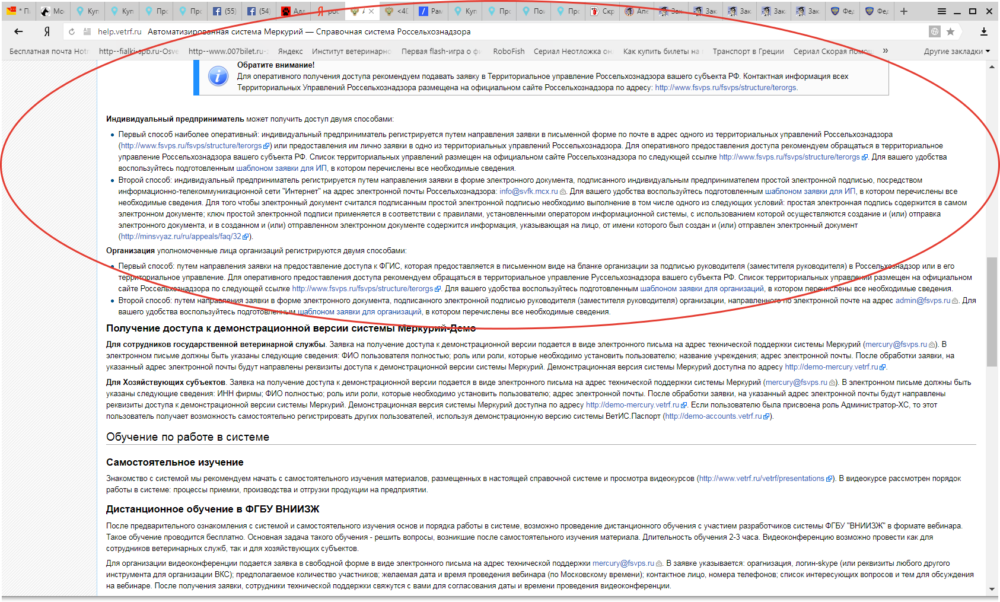 * П Мо Куп Куп Про Про (55) (54) Алл рос А <4Г Рам Куп Про Пои Про Скр Апе Зак Зак Зак Зак Зак Фед Фед
help.vetrf.ru Автоматизированная система Меркурий — Справочная система Россельхознадзора
Бесплатная почта Hotm http--fialki-spb.ru-Osve http--www.007bilet.ru- Яндекс Институт ветеринарно Первая flash-игра о ф RoboFish Сериал Неотложка он Как купить билеты на Транспорт в Греции Сериал Скорая помощ » Другие закладки
Обратите внимание!
Для оперативного получения доступа рекомендуем подавать заявку в Территориальное управление Россельхознадзора вашего субъекта РФ. Контактная информация всех
Территориальных Управлений Россельхознадзора размещена на официальном сайте Россельхознадзора по адресу: http://www.fsvps.ru/fsvps/structure/terorgs.
Индивидуальный предприниматель может получить доступ двумя способами:
Первый способ наиболее оперативный: индивидуальный предприниматель регистрируется путем направления заявки в письменной форме по почте в адрес одного из территориальных управлений Россельхознадзора
(http://www.fsvps.ru/fsvps/structure/terorgs) или предоставления им лично заявки в одно из территориальных управлений Россельхознадзора. Для оперативного предоставления доступа рекомендуем обращаться в территориальное
управление Россельхознадзора вашего субъекта РФ. Список территориальных управлений размещен на официальном сайте Россельхознадзора по следующей ссылке http://www.fsvps.ru/fsvps/structure/terorgs. Для вашего удобства
воспользуйтесь подготовленным шаблоном заявки для ИП, в котором перечислены все необходимые сведения.
Второй способ: индивидуальный предприниматель регистрируется путем направления заявки в форме электронного документа, подписанного индивидуальным предпринимателем простой электронной подписью, посредством
информационно-телекоммуникационной сети "Интернет" на адрес электронной почты Россельхознадзора: info@svfk.mcx.ru. Для вашего удобства воспользуйтесь подготовленным шаблоном заявки для ИП, в котором перечислены все
необходимые сведения. Для того чтобы электронный документ считался подписанным простой электронной подписью необходимо выполнение в том числе одного из следующих условий: простая электронная подпись содержится в самом
электронном документе; ключ простой электронной подписи применяется в соответствии с правилами, установленными оператором информационной системы, с использованием которой осуществляются создание и (или) отправка
электронного документа, и в созданном и (или) отправленном электронном документе содержится информация, указывающая на лицо, от имени которого был создан и (или) отправлен электронный документ
(http://minsvyaz.ru/ru/appeals/faq/32).
Организация уполномоченные лица организаций регистрируются двумя способами:
Первый способ: путем направления заявки на предоставление доступа к ФГИС, которая предоставляется в письменном виде на бланке организации за подписью руководителя (заместителя руководителя) в Россельхознадзор или в его
территориальное управление. Для оперативного предоставления доступа рекомендуем обращаться в территориальное управление Руссельхознадзора вашего субъекта РФ. Список территориальных управлений размещен на официальном
сайте Россельхознадзора по следующей ссылке http://www.fsvps.ru/fsvps/structure/terorgs. Для вашего удобства воспользуйтесь подготовленным шаблоном заявки для организаций, в котором перечислены все необходимые сведения.
Второй способ: путем направления заявки в форме электронного документа, подписанного электронной подписью руководителя (заместителя руководителя) организации, направленного по электронной почте на адрес admin@fsvps.ru. Для
вашего удобства воспользуйтесь подготовленным шаблоном заявки для организаций, в котором перечислены все необходимые сведения.
Получение доступа к демонстрационной версии системы Меркурий-Демо
Для сотрудников государственной ветеринарной службы. Заявка на получение доступа к демонстрационной версии подается в виде электронного письма на адрес технической поддержки системы Меркурий (mercury@fsvps.ru). В
электронном письме должны быть указаны следующие сведения: ФИО пользователя полностью; роль или роли, которые необходимо установить пользователю; название учреждения; адрес электронной почты. После обработки заявки, на
указанный адрес электронной почты будут направлены реквизиты доступа к демонстрационной версии системы Меркурий. Демонстрационная версия системы Меркурий доступна по адресу http://demo-mercury.vetrf.ru.
Для Хозяйствующих субъектов. Заявка на получение доступа к демонстрационной версии подается в виде электронного письма на адрес технической поддержки системы Меркурий (mercury@fsvps.ru). В электронном письме должны быть
указаны следующие сведения: ИНН фирмы; ФИО полностью; роль или роли, которые необходимо установить пользователю; адрес электронной почты. После обработки заявки, на указанный адрес электронной почты будут направлены
реквизиты доступа к демонстрационной версии системы Меркурий. Демонстрационная версия системы Меркурий доступна по адресу http://demo-mercury.vetrf.ru. Если пользователю была присвоена роль Администратор-ХС, то этот
пользователь получает возможность самостоятельно регистрировать других пользователей, используя демонстрационную версию системы ВетИС.Паспорт (http://demo-accounts.vetrf.ru).
Обучение по работе в системе
Самостоятельное изучение
Знакомство с системой мы рекомендуем начать с самостоятельного изучения материалов, размещенных в настоящей справочной системе и просмотра видеокурсов (http://www.vetrf.ru/vetrf/presentations). В видеокурсе рассмотрен порядок
работы в системе: процессы приемки, производства и отгрузки продукции на предприятии.
Дистанционное обучение в ФГБУ ВНИИЗЖ
После предварительного ознакомления с системой и самостоятельного изучения основ и порядка работы в системе, возможно проведение дистанционного обучения с участием разработчиков системы ФГБУ "ВНИИЗЖ" в формате вебинара.
Такое обучение проводится бесплатно. Основная задача такого обучения - решить вопросы, возникшие после самостоятельного изучения материала. Длительность обучения 2-3 часа. Видеоконференцию возможно провести как для
сотрудников ветеринарных служб, так и для хозяйствующих субъектов.
Для организации видеоконференции подается заявка в свободной форме в виде электронного письма на адрес технической поддержки mercury@fsvps.ru. В заявке указывается: орагнизация, логин-skype (или реквизиты любого другого
инструмента для организации ВКС); предполагаемое количество участников; желаемая дата и время проведения вебинара (по Московскому времени); контактное лицо, номера телефонов; список интересующих вопросов и тем для обсуждения
на вебинаре. После получения заявки, сотрудники технической поддержки свяжутся с вами для согласования даты и времени проведения видеоконференции.